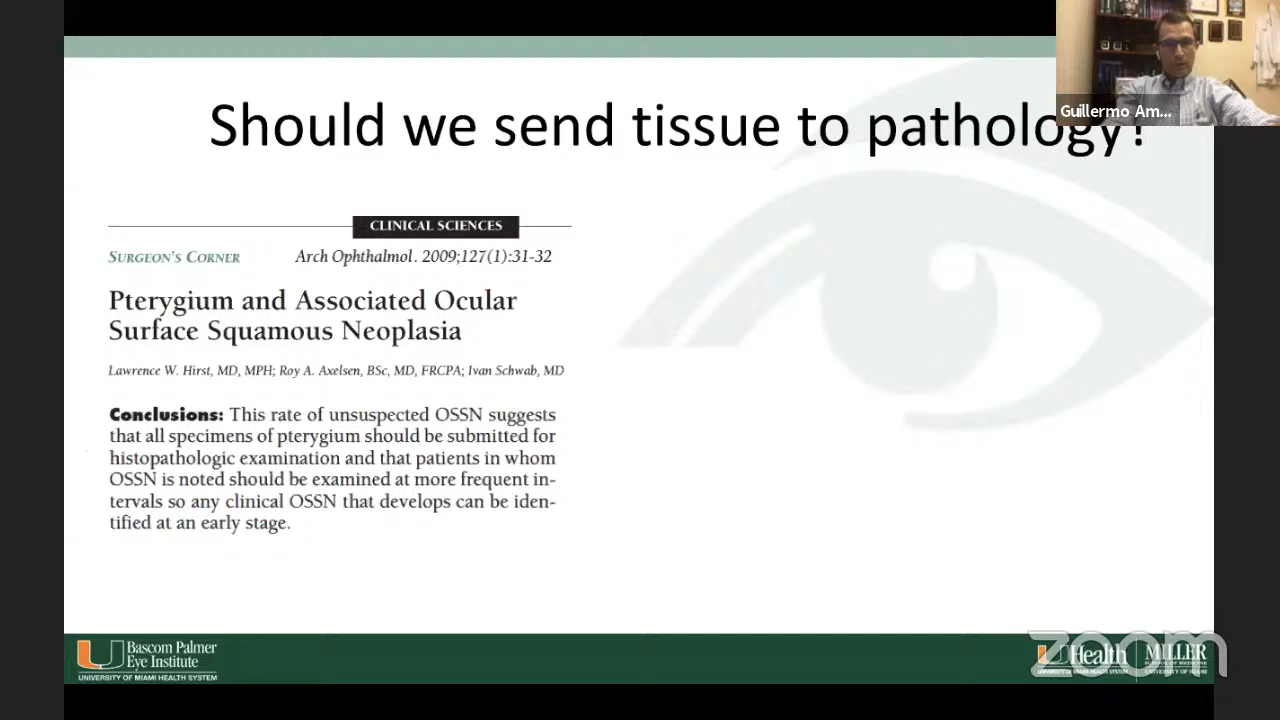 Should we send tissue to pathology?
Guillermo Am...
CLINICAL SCIENCES
SURGEON'S CORNER
Arch Ophthalmol. 2009;127(1):31-32
Pterygium and Associated Ocular
Surface Squamous Neoplasia
Lawrence W. Hirst, MD, MPH; Roy A. Axelsen, BSc, MD, FRCPA; Ivan Schwab, MD
Conclusions: This rate of unsuspected OSSN suggests
that all specimens of pterygium should be submitted for
histopathologic examination and that patients in whom
OSSN is noted should be examined at more frequent in-
tervals so any clinical OSSN that develops can be iden-
tified at an early stage.
Bascom Palmer
Eye Institute
UNIVERSITY OF MIAMI HEALTH SYSTEM
UHealth
UNIVERSITY OF MIAMI HEALTH SYSTEM
MILLER
SCHOOL OF MEDICINE
UNIVERSITY OF MIAMI
zoom